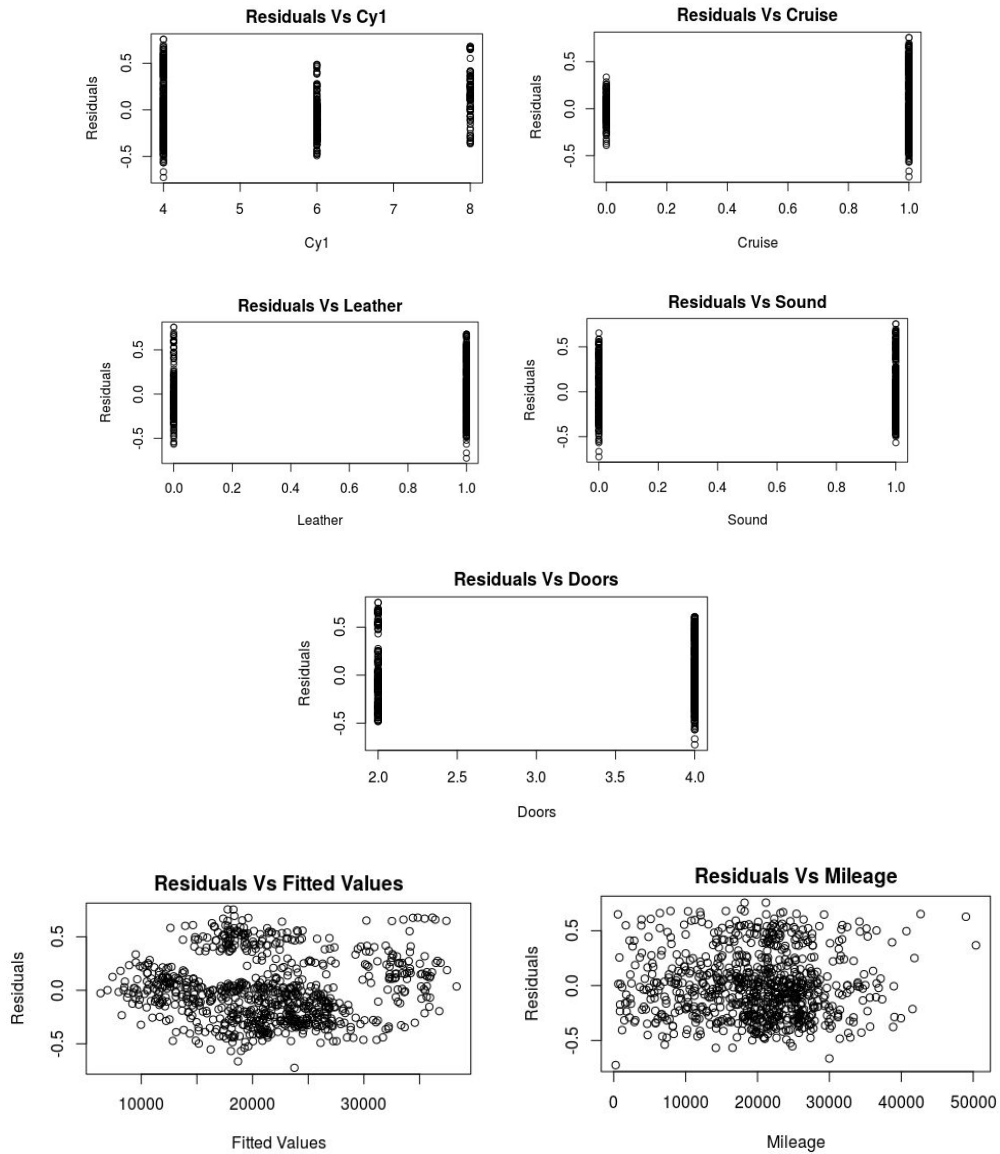 Residuals Vs Cy1
Residuals
0.5
0.0
-0.5
4 5 6 7 8
Cy1
Residuals Vs Cruise
Residuals
0.5
0.0
-0.5
0.0 0.2 0.4 0.6 0.8 1.0
Cruise
Residuals Vs Leather
Residuals
0.5
0.0
-0.5
0.0 0.2 0.4 0.6 0.8 1.0
Leather
Residuals Vs Sound
Residuals
0.5
0.0
-0.5
0.0 0.2 0.4 0.6 0.8 1.0
Sound
Residuals Vs Doors
Residuals
0.5
0.0
-0.5
2.0 2.5 3.0 3.5 4.0
Doors
Residuals Vs Fitted Values
Residuals
0.5
0.0
-0.5
10000 20000 30000
Fitted Values
Residuals Vs Mileage
Residuals
0.5
0.0
-0.5
0 10000 20000 30000 40000 50000
Mileage